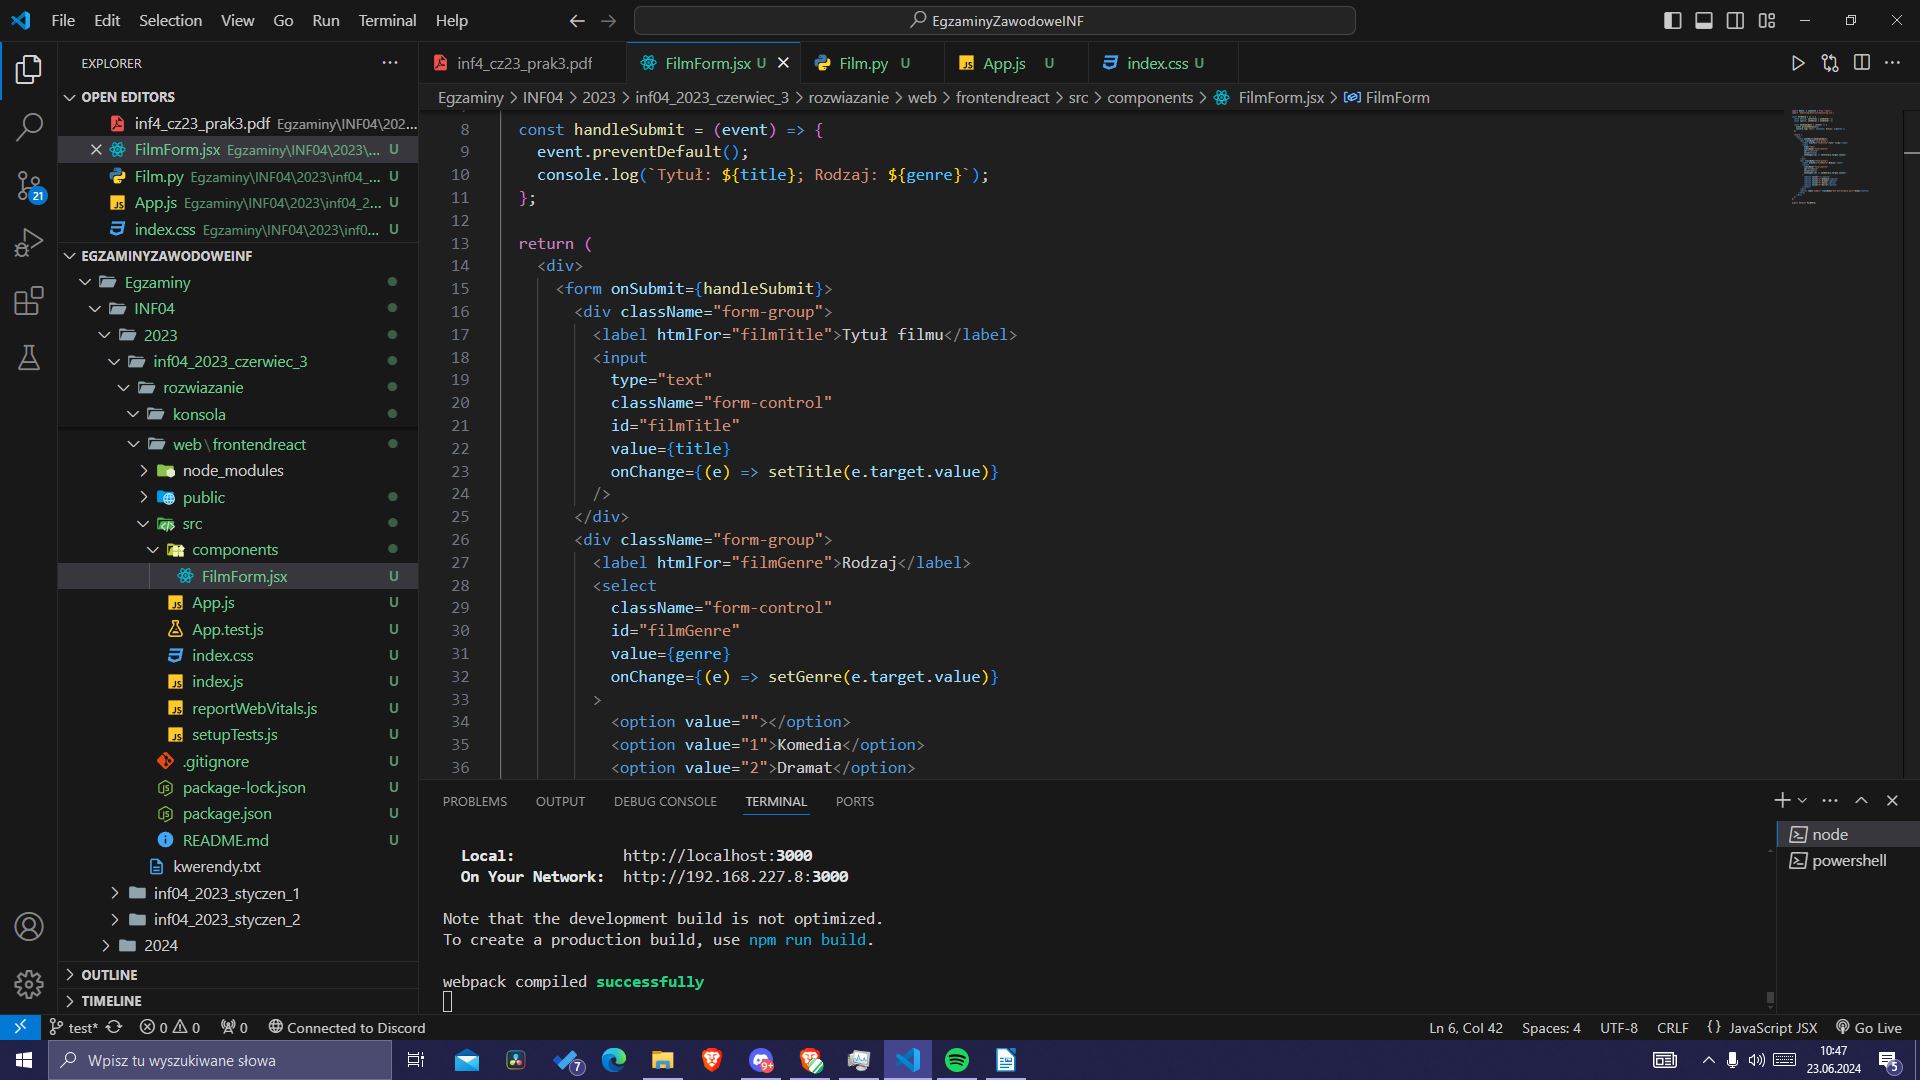 File Edit Selection View Go Run Terminal Help
EgzaminyZawodoweINF
EXPLORER
OPEN EDITORS
inf4_cz23_prak3.pdf Egzaminy\INF04\202...
FilmForm.jsx Egzaminy\INF04\2023\... U
Film.py Egzaminy\INF04\2023\inf04_... U
App.js Egzaminy\INF04\2023\inf04_2... U
index.css Egzaminy\INF04\2023\inf0... U
EGZAMINYZAWODOWEINF
Egzaminy
INF04
2023
inf04_2023_czerwiec_3
rozwiazanie
konsola
web\frontendreact
node_modules
public
src
components
FilmForm.jsx U
App.js U
App.test.js U
index.css U
index.js U
reportWebVitals.js U
setupTests.js U
.gitignore U
package-lock.json U
package.json U
README.md U
kwerendy.txt
inf04_2023_styczen_1
inf04_2023_styczen_2
2024
OUTLINE
TIMELINE
21
inf4_cz23_prak3.pdf FilmForm.jsx U Film.py U App.js U index.css U
Egzaminy > INF04 > 2023 > inf04_2023_czerwiec_3 > rozwiazanie > web > frontendreact > src > components > FilmForm.jsx > FilmForm
8 const handleSubmit = (event) => {
9 event.preventDefault();
10 console.log(`Tytuł: ${title}; Rodzaj: ${genre}`);
11 };
12
13 return (
14 <div>
15 <form onSubmit={handleSubmit}>
16 <div className="form-group">
17 <label htmlFor="filmTitle">Tytuł filmu</label>
18 <input
19 type="text"
20 className="form-control"
21 id="filmTitle"
22 value={title}
23 onChange={(e) => setTitle(e.target.value)}
24 />
25 </div>
26 <div className="form-group">
27 <label htmlFor="filmGenre">Rodzaj</label>
28 <select
29 className="form-control"
30 id="filmGenre"
31 value={genre}
32 onChange={(e) => setGenre(e.target.value)}
33 >
34 <option value=""></option>
35 <option value="1">Komedia</option>
36 <option value="2">Dramat</option>
PROBLEMS OUTPUT DEBUG CONSOLE TERMINAL PORTS
node
powershell
Local: http://localhost:3000
On Your Network: http://192.168.227.8:3000
Note that the development build is not optimized.
To create a production build, use npm run build.
webpack compiled successfully
test* 0 0 0 Connected to Discord Ln 6, Col 42 Spaces: 4 UTF-8 CRLF {} JavaScript JSX Go Live
Wpisz tu wyszukiwane słowa 7 9+ 10:47
23.06.2024 5